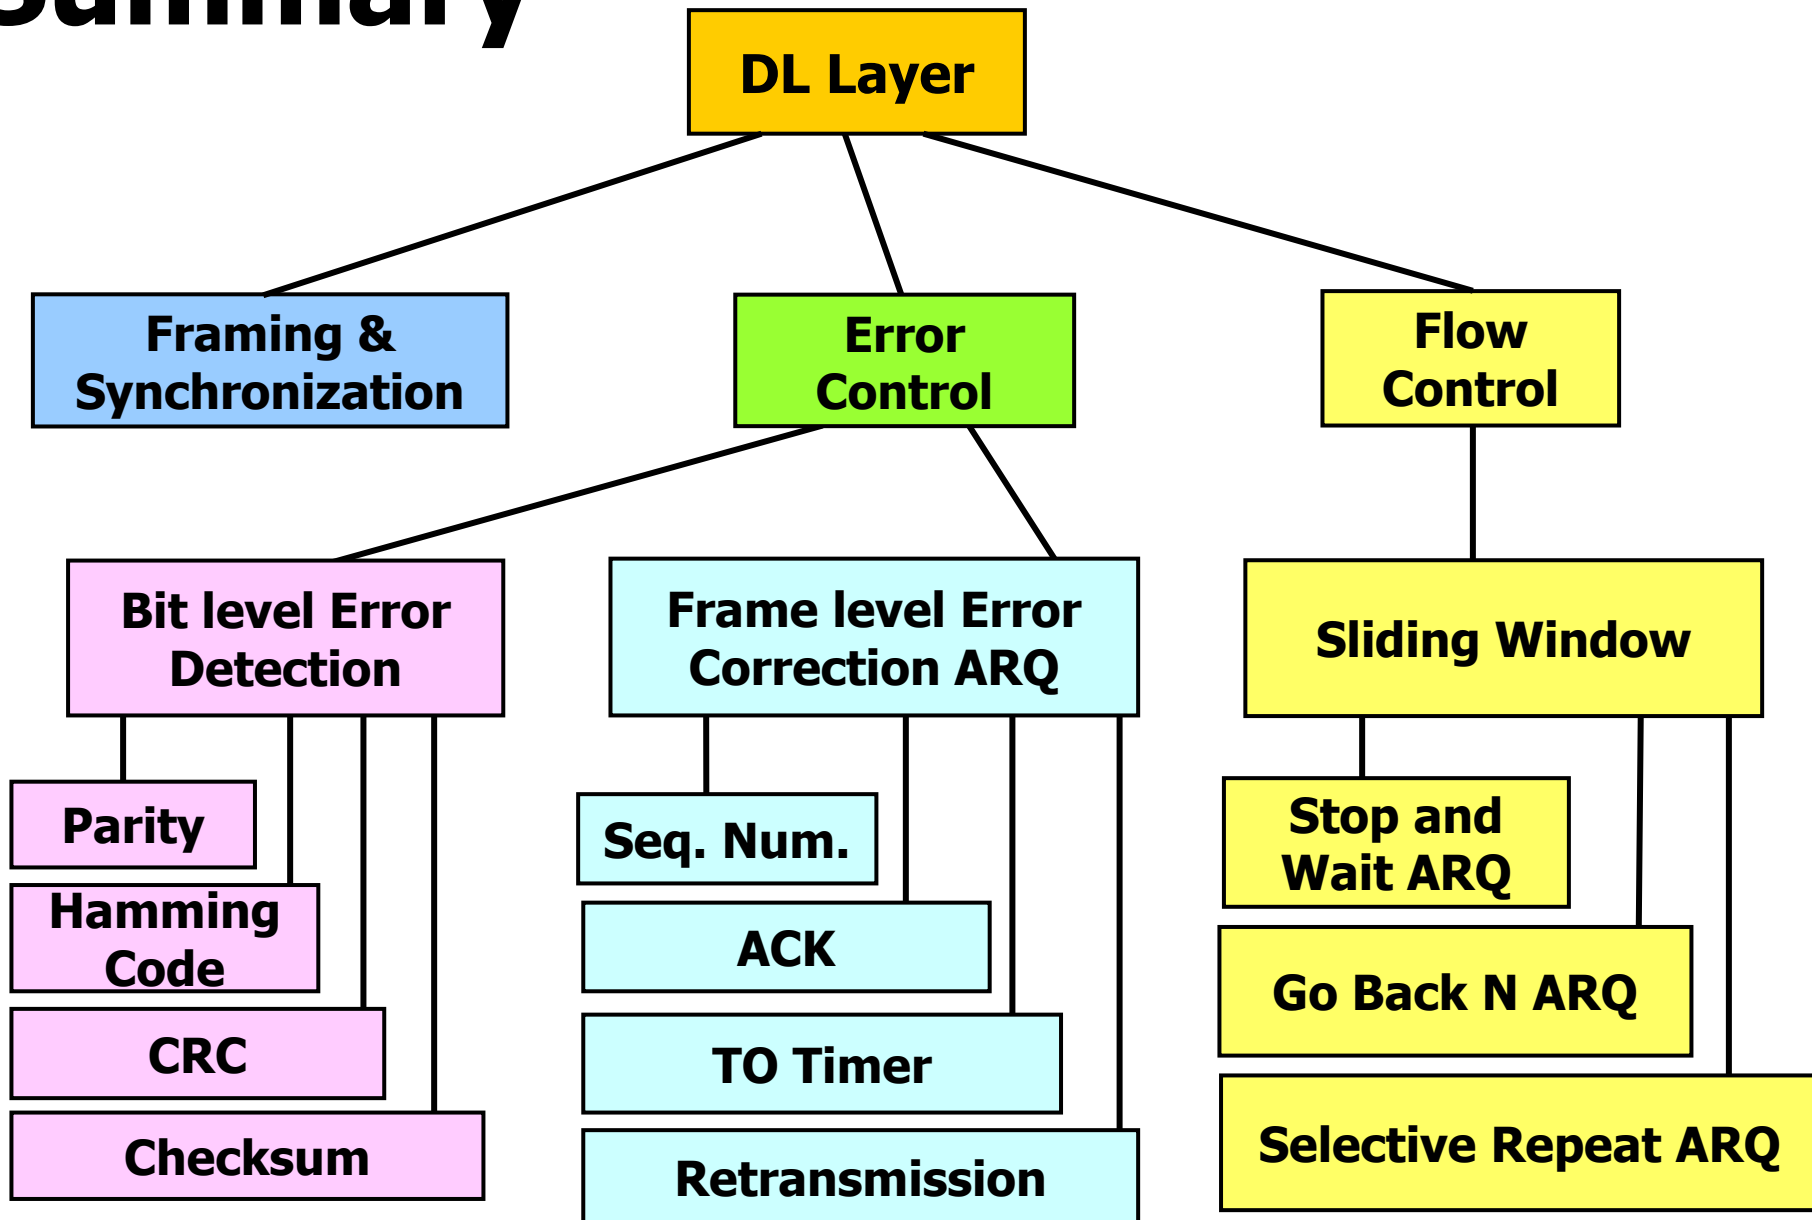 Summary
DL Layer
Framing &
Synchronization
Error
Control
Flow
Control
Bit level Error
Detection
Frame level Error
Correction ARQ
Sliding Window
Parity
Hamming
Code
CRC
Checksum
Seq. Num.
ACK
TO Timer
Retransmission
Stop and
Wait ARQ
Go Back N ARQ
Selective Repeat ARQ